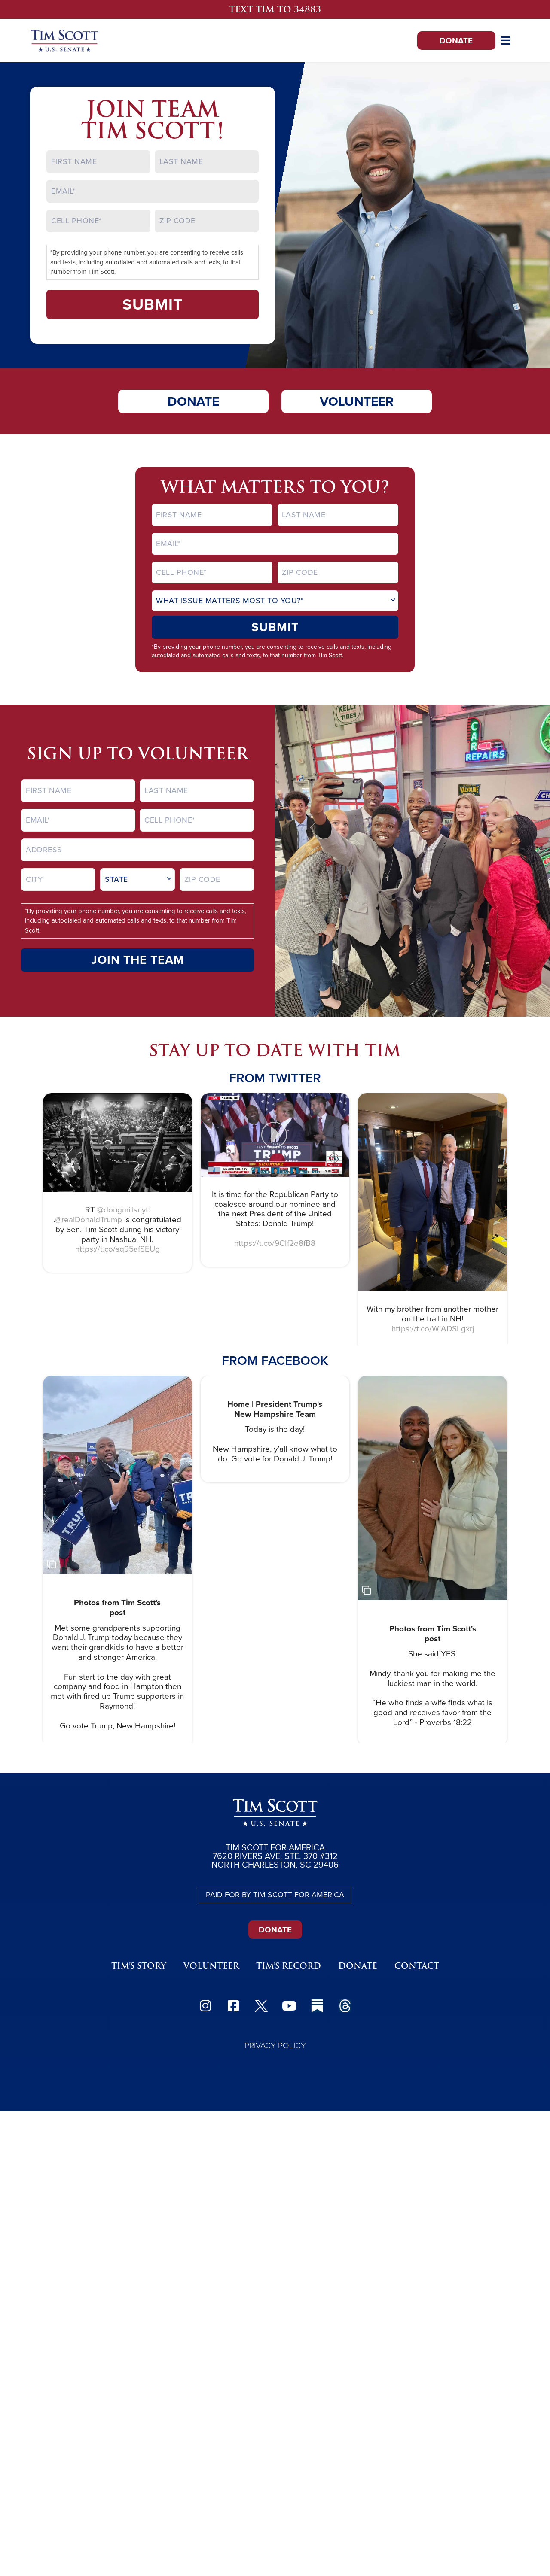 TEXT TIM TO 34883
TIM SCOTT
U.S. SENATE
DONATE
JOIN TEAM
TIM SCOTT!
FIRST NAME
LAST NAME
EMAIL*
CELL PHONE*
ZIP CODE
*By providing your phone number, you are consenting to receive calls
and texts, including autodialed and automated calls and texts, to that
number from Tim Scott.
SUBMIT
DONATE
VOLUNTEER
WHAT MATTERS TO YOU?
FIRST NAME
LAST NAME
EMAIL*
CELL PHONE*
ZIP CODE
WHAT ISSUE MATTERS MOST TO YOU?*
SUBMIT
*By providing your phone number, you are consenting to receive calls and texts, including
autodialed and automated calls and texts, to that number from Tim Scott.
KELLY
TIRES
CAR
REPAIRS
VALVOLINE
SIGN UP TO VOLUNTEER
FIRST NAME
LAST NAME
EMAIL*
CELL PHONE*
ADDRESS
CITY
STATE
ZIP CODE
*By providing your phone number, you are consenting to receive calls and texts,
including autodialed and automated calls and texts, to that number from Tim
Scott.
JOIN THE TEAM
STAY UP TO DATE WITH TIM
FROM TWITTER
RT @dougmillsnyt:
.@realDonaldTrump is congratulated
by Sen. Tim Scott during his victory
party in Nashua, NH.
https://t.co/sq95afSEUg
TRUMP
It is time for the Republican Party to
coalesce around our nominee and
the next President of the United
States: Donald Trump!
https://t.co/9CIf2e8fB8
With my brother from another mother
on the trail in NH!
https://t.co/WiADSLgxrj
FROM FACEBOOK
TRUMP
Photos from Tim Scott's
post
Met some grandparents supporting
Donald J. Trump today because they
want their grandkids to have a better
and stronger America.
Fun start to the day with great
company and food in Hampton then
met with fired up Trump supporters in
Raymond!
Go vote Trump, New Hampshire!
Home | President Trump's
New Hampshire Team
Today is the day!
New Hampshire, y'all know what to
do. Go vote for Donald J. Trump!
Photos from Tim Scott's
post
She said YES.
Mindy, thank you for making me the
luckiest man in the world.
"He who finds a wife finds what is
good and receives favor from the
Lord" - Proverbs 18:22
TIM SCOTT
U.S. SENATE
TIM SCOTT FOR AMERICA
7620 RIVERS AVE, STE. 370 #312
NORTH CHARLESTON, SC 29406
PAID FOR BY TIM SCOTT FOR AMERICA
DONATE
TIM'S STORY
VOLUNTEER
TIM'S RECORD
DONATE
CONTACT
PRIVACY POLICY